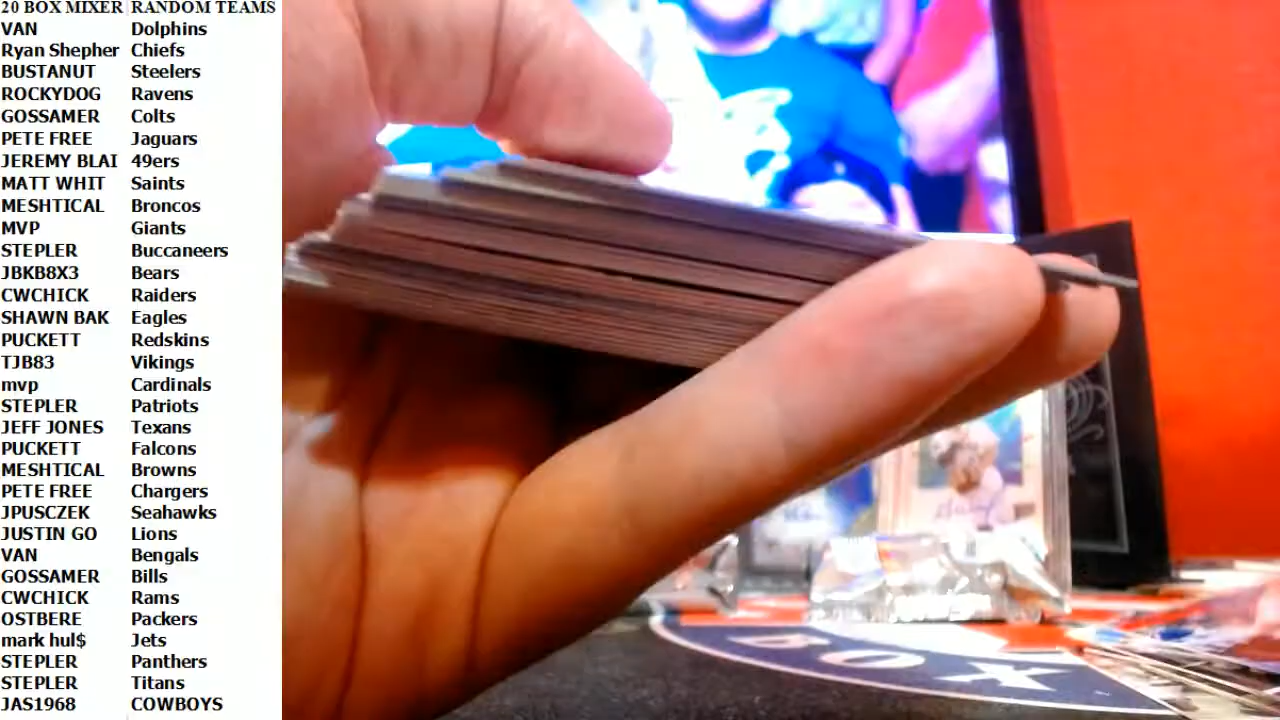 20 BOX MIXER RANDOM TEAMS
VAN Dolphins
Ryan Shepher Chiefs
BUSTANUT Steelers
ROCKYDOG Ravens
GOSSAMER Colts
PETE FREE Jaguars
JEREMY BLAI 49ers
MATT WHIT Saints
MESHTICAL Broncos
MVP Giants
STEPLER Buccaneers
JBKB8X3 Bears
CWCHICK Raiders
SHAWN BAK Eagles
PUCKETT Redskins
TJB83 Vikings
mvp Cardinals
STEPLER Patriots
JEFF JONES Texans
PUCKETT Falcons
MESHTICAL Browns
PETE FREE Chargers
JPUSCZEK Seahawks
JUSTIN GO Lions
VAN Bengals
GOSSAMER Bills
CWCHICK Rams
OSTBERE Packers
mark hul$ Jets
STEPLER Panthers
STEPLER Titans
JAS1968 COWBOYS
BOX